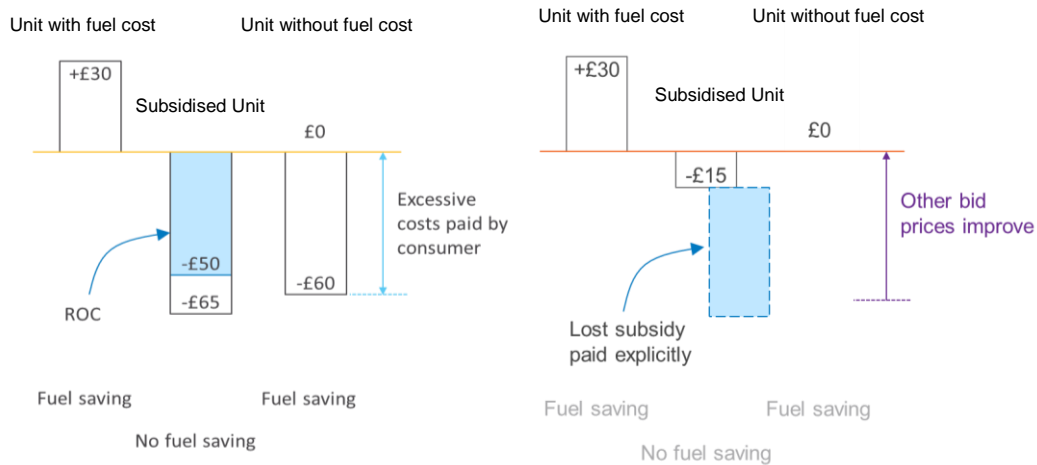 Unit with fuel cost
Unit without fuel cost
+£30
Subsidised Unit
£0
Excessive
costs paid by
consumer
-£50
-£60
-£65
ROC
Fuel saving
Fuel saving
No fuel saving
Unit with fuel cost
Unit without fuel cost
+£30
Subsidised Unit
£0
-£15
Other bid
prices improve
Lost subsidy
paid explicitly
Fuel saving
Fuel saving
No fuel saving